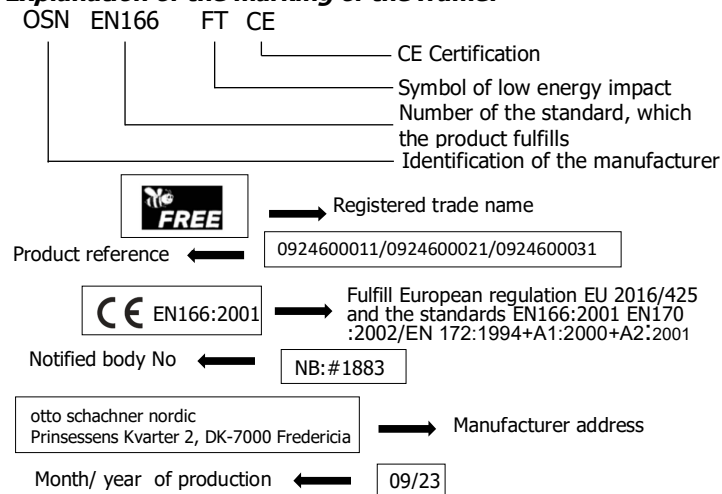 Explanation of the marking of the frame:
OSN EN166 FT CE
CE Certification
Symbol of low energy impact
Number of the standard, which
the product fulfills
Identification of the manufacturer
FREE
Registered trade name
Product reference
0924600011/0924600021/0924600031
CE EN166:2001
Fulfill European regulation EU 2016/425
and the standards EN166:2001 EN170
:2002/EN 172:1994+A1:2000+A2:2001
Notified body No
NB:#1883
otto schachner nordic
Prinsessens Kvarter 2, DK-7000 Fredericia
Manufacturer address
Month/ year of production
09/23